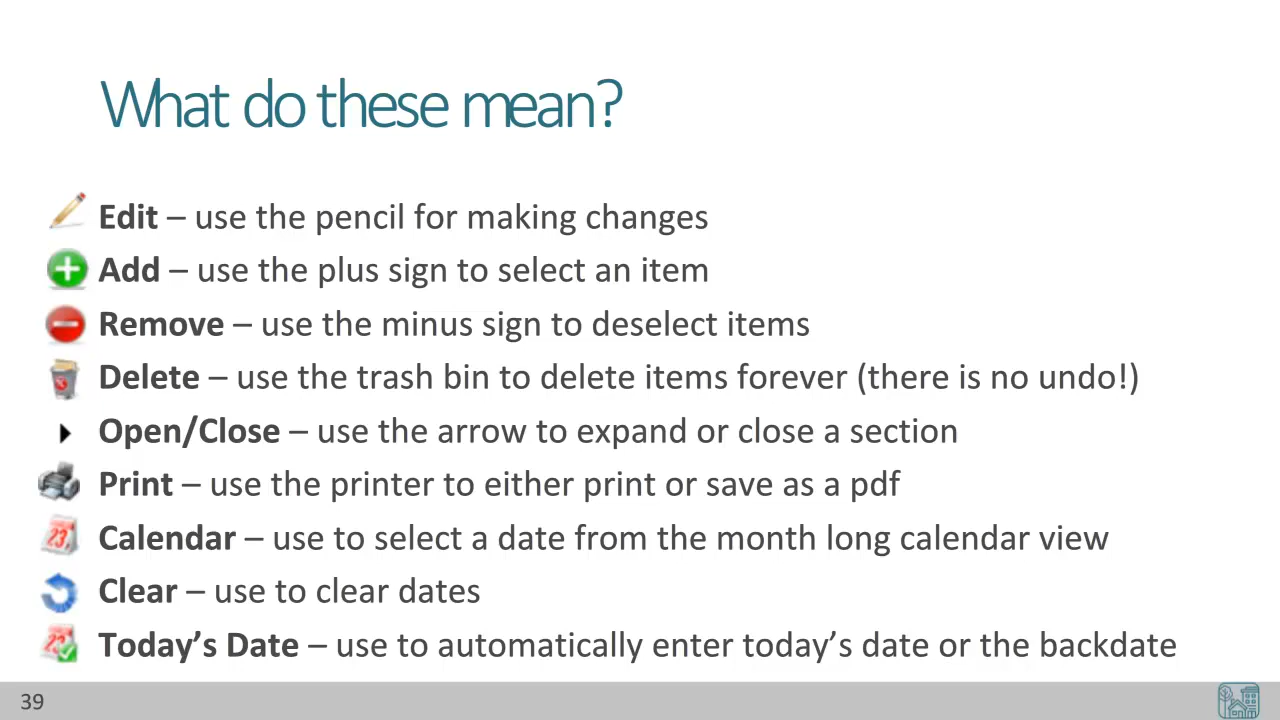 What do these mean?
Edit – use the pencil for making changes
Add – use the plus sign to select an item
Remove – use the minus sign to deselect items
Delete – use the trash bin to delete items forever (there is no undo!)
Open/Close – use the arrow to expand or close a section
Print – use the printer to either print or save as a pdf
23
Calendar – use to select a date from the month long calendar view
Clear – use to clear dates
Today’s Date – use to automatically enter today’s date or the backdate
39